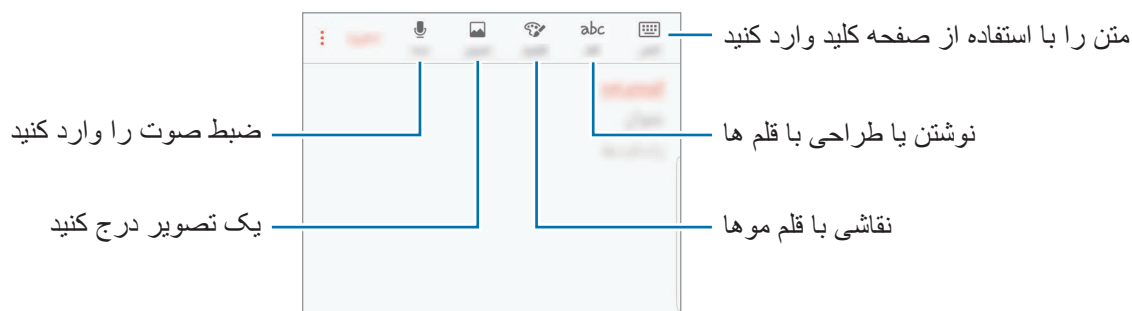 abc
متن را با استفاده از صفحه کلید وارد کنید
نوشتن یا طراحی با قلم ها
ضبط صوت را وارد کنید
نقاشی با قلم موها
یک تصویر درج کنید